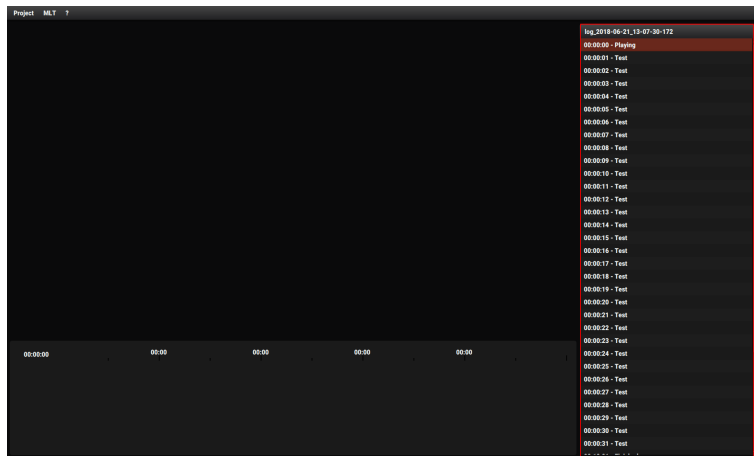 Project MLT ?
log_2018-06-21_13-07-30-172
00:00:00 - Playing
00:00:01 - Test
00:00:02 - Test
00:00:03 - Test
00:00:04 - Test
00:00:05 - Test
00:00:06 - Test
00:00:07 - Test
00:00:08 - Test
00:00:09 - Test
00:00:10 - Test
00:00:11 - Test
00:00:12 - Test
00:00:13 - Test
00:00:14 - Test
00:00:15 - Test
00:00:16 - Test
00:00:17 - Test
00:00:18 - Test
00:00:19 - Test
00:00:20 - Test
00:00:21 - Test
00:00:22 - Test
00:00:23 - Test
00:00:24 - Test
00:00:25 - Test
00:00:26 - Test
00:00:27 - Test
00:00:28 - Test
00:00:29 - Test
00:00:30 - Test
00:00:31 - Test
00:00:00 00:00 00:00 00:00 00:00